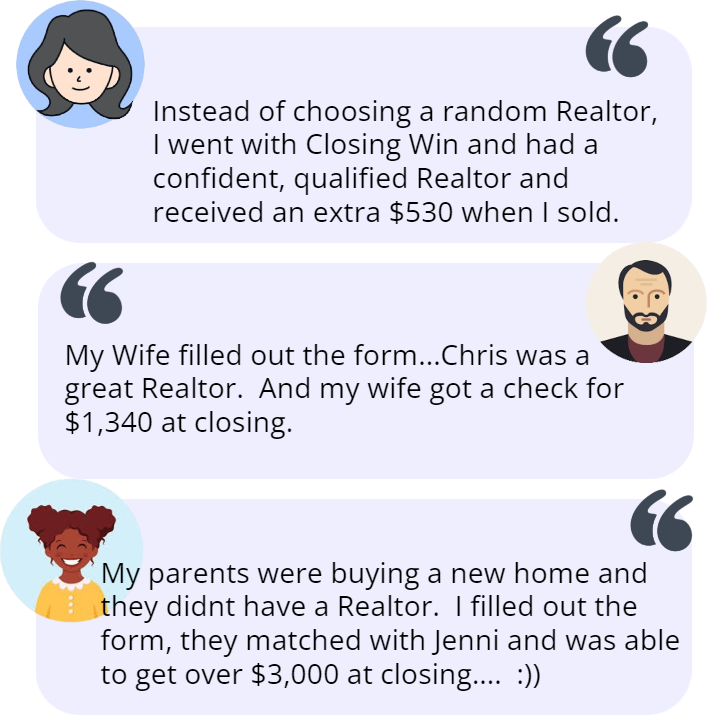 Instead of choosing a random Realtor,
I went with Closing Win and had a
confident, qualified Realtor and
received an extra $530 when I sold.
My Wife filled out the form...Chris was a
great Realtor.  And my wife got a check for
$1,340 at closing.
My parents were buying a new home and
they didnt have a Realtor.  I filled out the
form, they matched with Jenni and was able
to get over $3,000 at closing....  :))